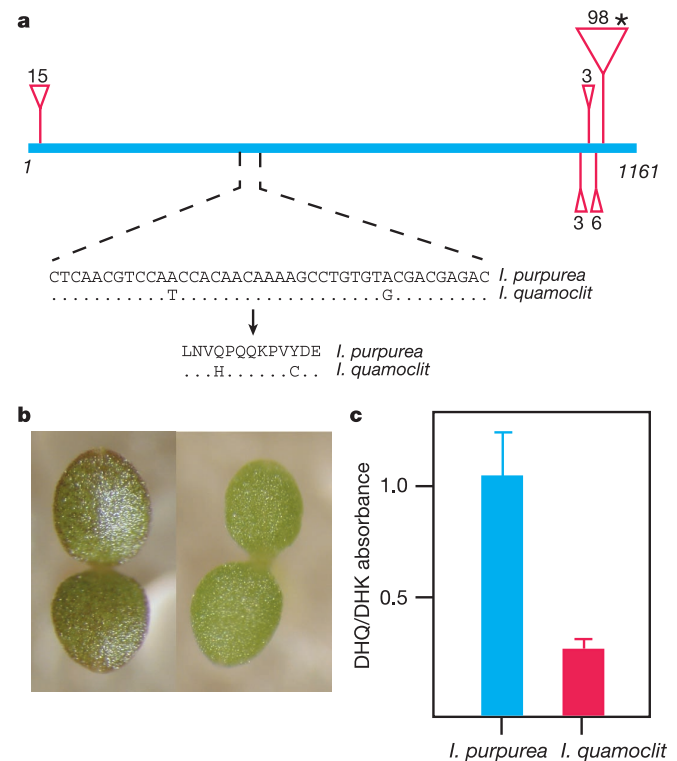 a
98 *
15
3
1
1161
3 6
CTCAACGTCCAACCACAACAAAAGCCTGTGTACGACGAGAC I. purpurea
...........T...................G......... I. quamoclit
LNVQPQQKPVYDE I. purpurea
...H......C.. I. quamoclit
b
c
DHQ/DHK absorbance
1.0
0.5
I. purpurea I. quamoclit